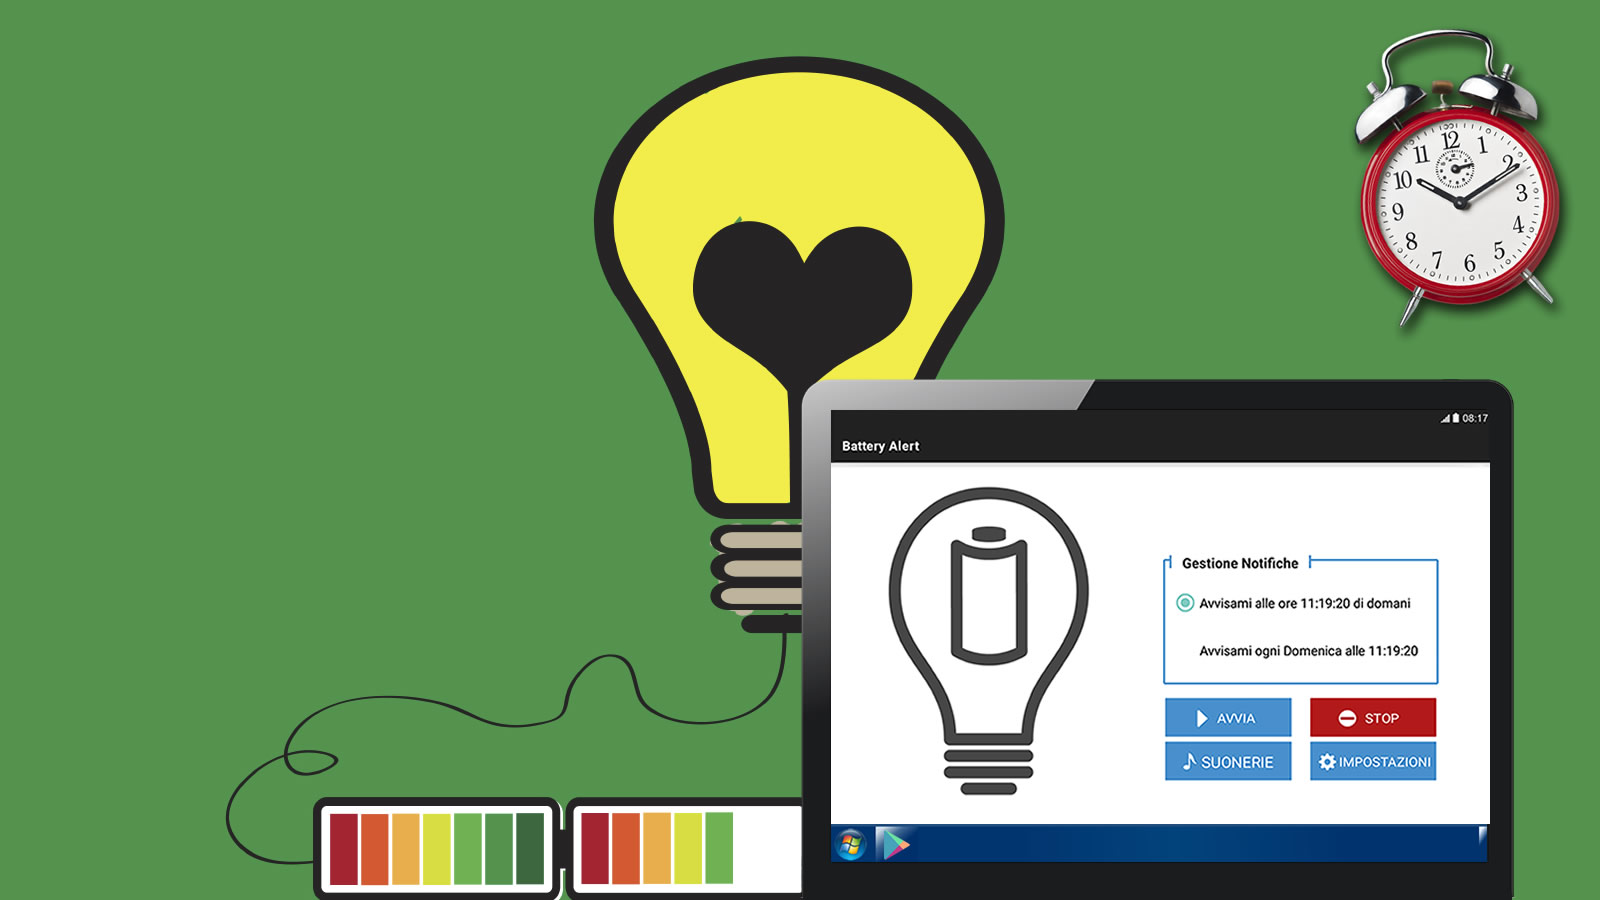 12
1
2
3
4
5
6
7
8
9
10
11
08:17
Battery Alert
Gestione Notifiche
Avvisami alle ore 11:19:20 di domani
Avvisami ogni Domenica alle 11:19:20
AVVIA
STOP
SUONERIE
IMPOSTAZIONI